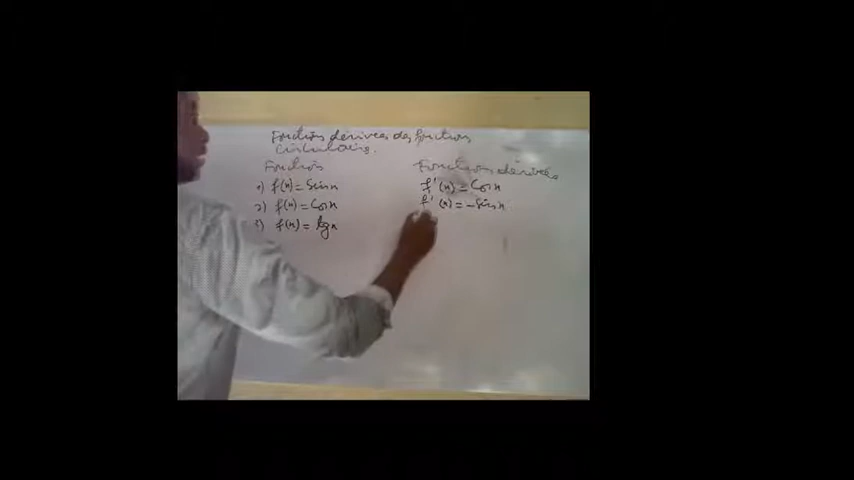 Fonctions dérivées des fonctions
circulaires.
Fonctions Fonctions dérivées
1) f(x) = Sinx f'(x) = Cosx
2) f(x) = Cosx f'(x) = -Sinx
3) f(x) = tgx